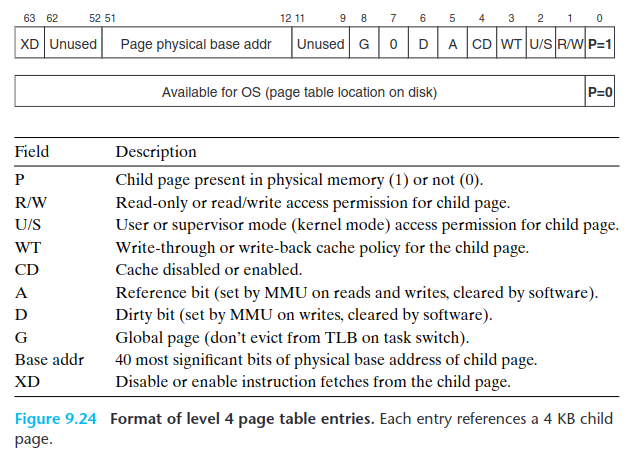 63 62 52 51 12 11 9 8 7 6 5 4 3 2 1 0
XD Unused Page physical base addr Unused G 0 D A CD WT U/S R/W P=1
Available for OS (page table location on disk) P=0
Field Description
P Child page present in physical memory (1) or not (0).
R/W Read-only or read/write access permission for child page.
U/S User or supervisor mode (kernel mode) access permission for child page.
WT Write-through or write-back cache policy for the child page.
CD Cache disabled or enabled.
A Reference bit (set by MMU on reads and writes, cleared by software).
D Dirty bit (set by MMU on writes, cleared by software).
G Global page (don’t evict from TLB on task switch).
Base addr 40 most significant bits of physical base address of child page.
XD Disable or enable instruction fetches from the child page.
Figure 9.24 Format of level 4 page table entries. Each entry references a 4 KB child
page.